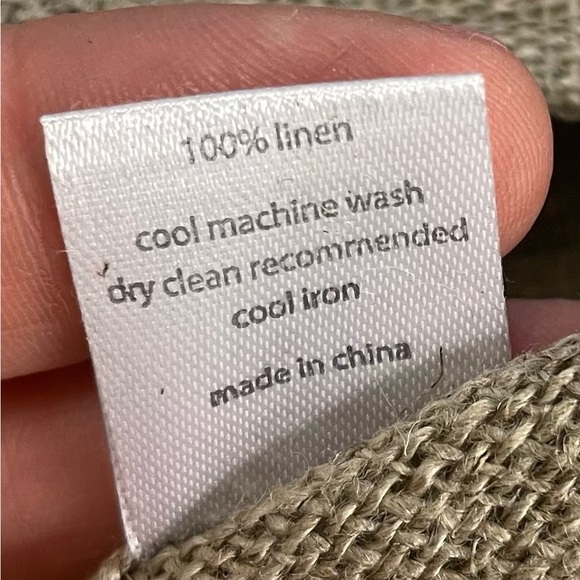 100% linen
cool machine wash
dry clean recommended
cool iron
made in china